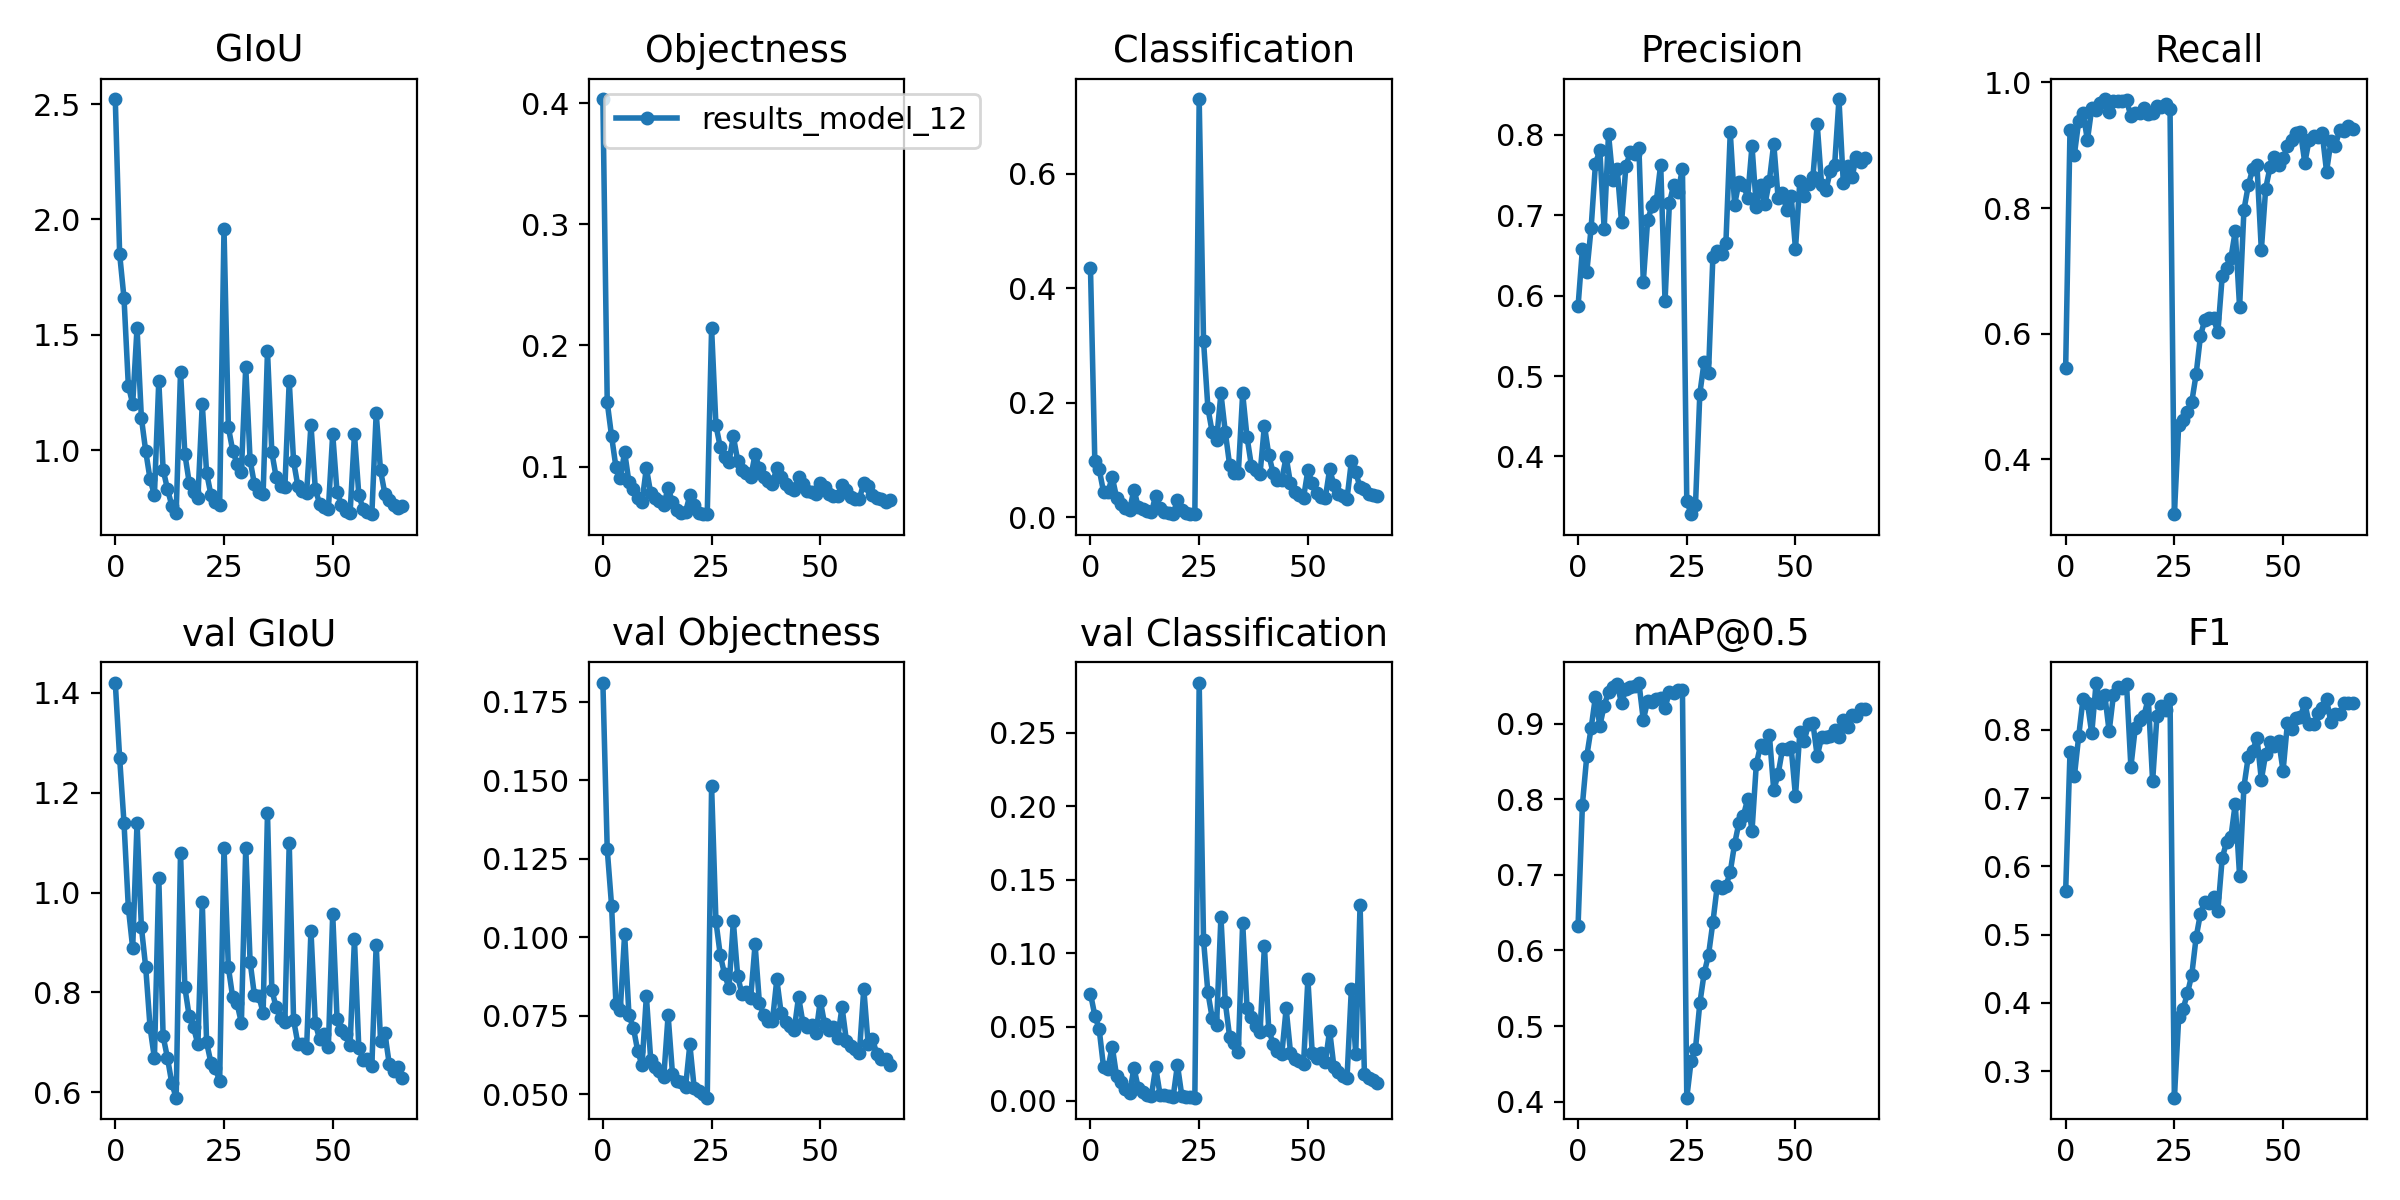 GIoU
Objectness
Classification
Precision
Recall
2.5
2.0
1.5
1.0
0 25 50
results_model_12
0.4
0.3
0.2
0.1
0 25 50
0.6
0.4
0.2
0.0
0 25 50
0.8
0.7
0.6
0.5
0.4
0 25 50
1.0
0.8
0.6
0.4
0 25 50
val GIoU
val Objectness
val Classification
mAP@0.5
F1
1.4
1.2
1.0
0.8
0.6
0 25 50
0.175
0.150
0.125
0.100
0.075
0.050
0 25 50
0.25
0.20
0.15
0.10
0.05
0.00
0 25 50
0.9
0.8
0.7
0.6
0.5
0.4
0 25 50
0.8
0.7
0.6
0.5
0.4
0.3
0 25 50